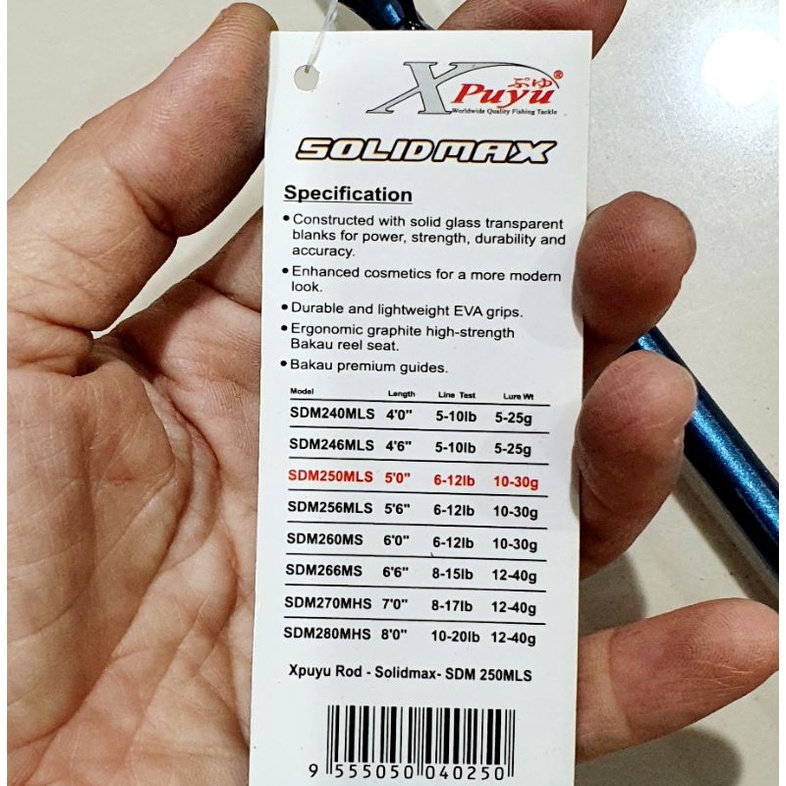 XPuyu ぷゆ®
Worldwide Quality Fishing Tackle
SOLIDMAX
Specification
• Constructed with solid glass transparent
blanks for power, strength, durability and
accuracy.
• Enhanced cosmetics for a more modern
look.
• Durable and lightweight EVA grips.
• Ergonomic graphite high-strength
Bakau reel seat.
• Bakau premium guides.
Model Length Line Test Lure Wt
SDM240MLS 4'0" 5-10lb 5-25g
SDM246MLS 4'6" 5-10lb 5-25g
SDM250MLS 5'0" 6-12lb 10-30g
SDM256MLS 5'6" 6-12lb 10-30g
SDM260MS 6'0" 6-12lb 10-30g
SDM266MS 6'6" 8-15lb 12-40g
SDM270MHS 7'0" 8-17lb 12-40g
SDM280MHS 8'0" 10-20lb 12-40g
Xpuyu Rod - Solidmax- SDM 250MLS
9 555050 040250